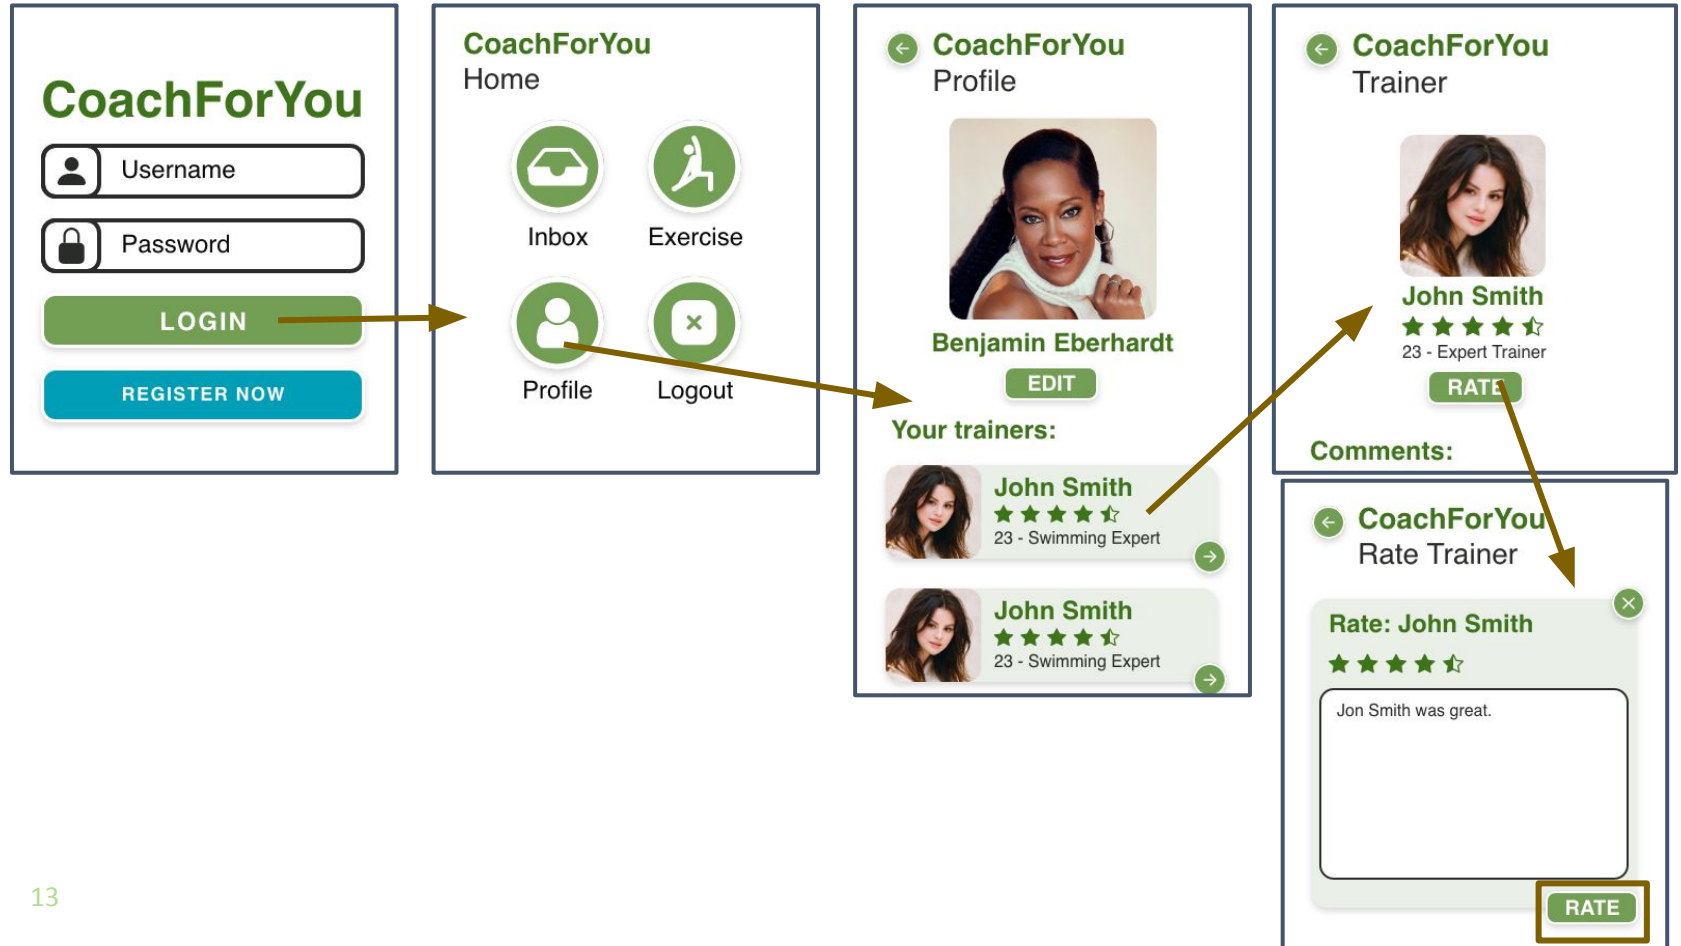 CoachForYou
Username
Password
LOGIN
REGISTER NOW
CoachForYou
Home
Inbox
Exercise
Profile
Logout
CoachForYou
Profile
Benjamin Eberhardt
EDIT
Your trainers:
John Smith
23 - Swimming Expert
John Smith
23 - Swimming Expert
CoachForYou
Trainer
John Smith
23 - Expert Trainer
RATE
Comments:
CoachForYou
Rate Trainer
Rate: John Smith
Jon Smith was great.
RATE
13